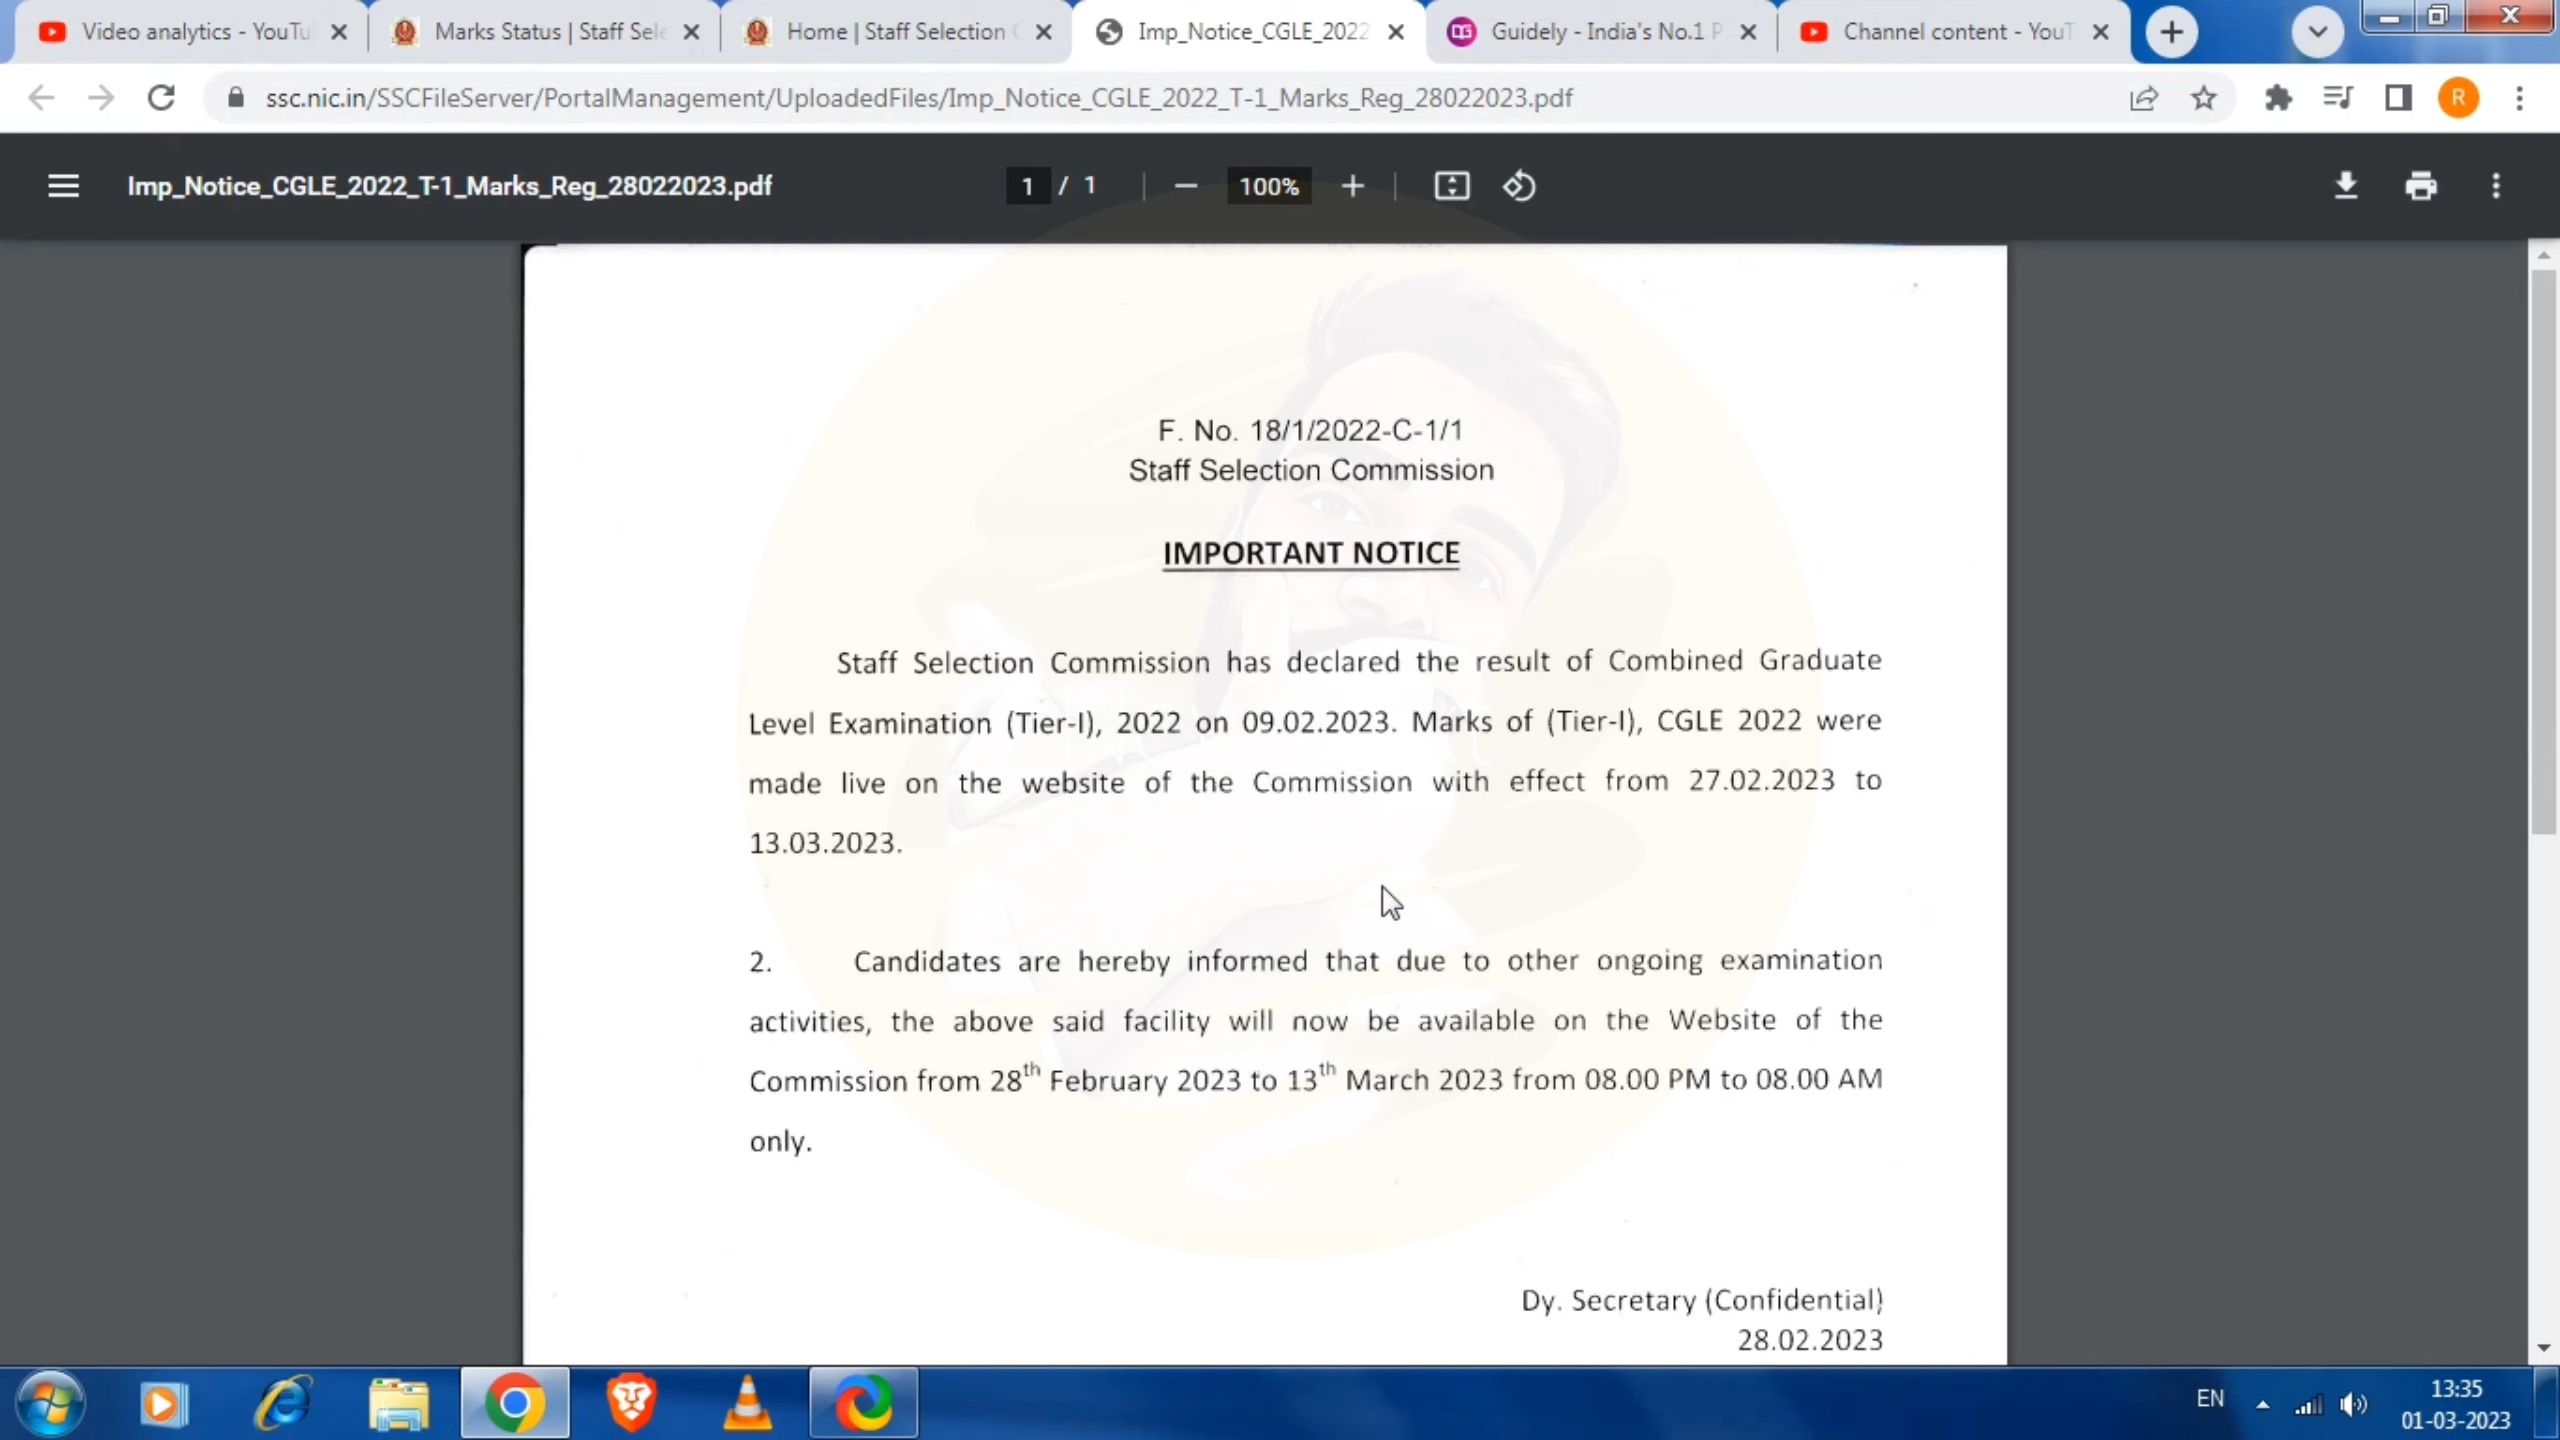 Video analytics - YouTu
Marks Status | Staff Sele
Home | Staff Selection C
Imp_Notice_CGLE_2022
Guidely - India's No.1 P
Channel content - YouT
ssc.nic.in/SSCFileServer/PortalManagement/UploadedFiles/Imp_Notice_CGLE_2022_T-1_Marks_Reg_28022023.pdf
R
Imp_Notice_CGLE_2022_T-1_Marks_Reg_28022023.pdf
1 / 1
100%
F. No. 18/1/2022-C-1/1
Staff Selection Commission
IMPORTANT NOTICE
Staff Selection Commission has declared the result of Combined Graduate
Level Examination (Tier-I), 2022 on 09.02.2023. Marks of (Tier-I), CGLE 2022 were
made live on the website of the Commission with effect from 27.02.2023 to
13.03.2023.
2. Candidates are hereby informed that due to other ongoing examination
activities, the above said facility will now be available on the Website of the
Commission from 28th February 2023 to 13th March 2023 from 08.00 PM to 08.00 AM
only.
Dy. Secretary (Confidential)
28.02.2023
EN
13:35
01-03-2023